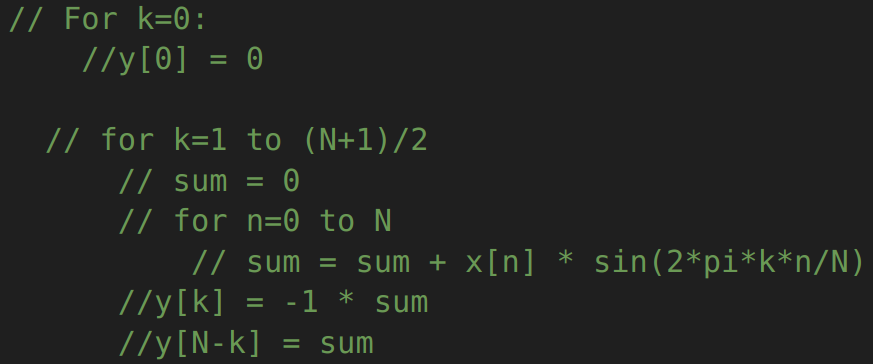 // For k=0:
//y[0] = 0
// for k=1 to (N+1)/2
// sum = 0
// for n=0 to N
// sum = sum + x[n] * sin(2*pi*k*n/N)
//y[k] = -1 * sum
//y[N-k] = sum